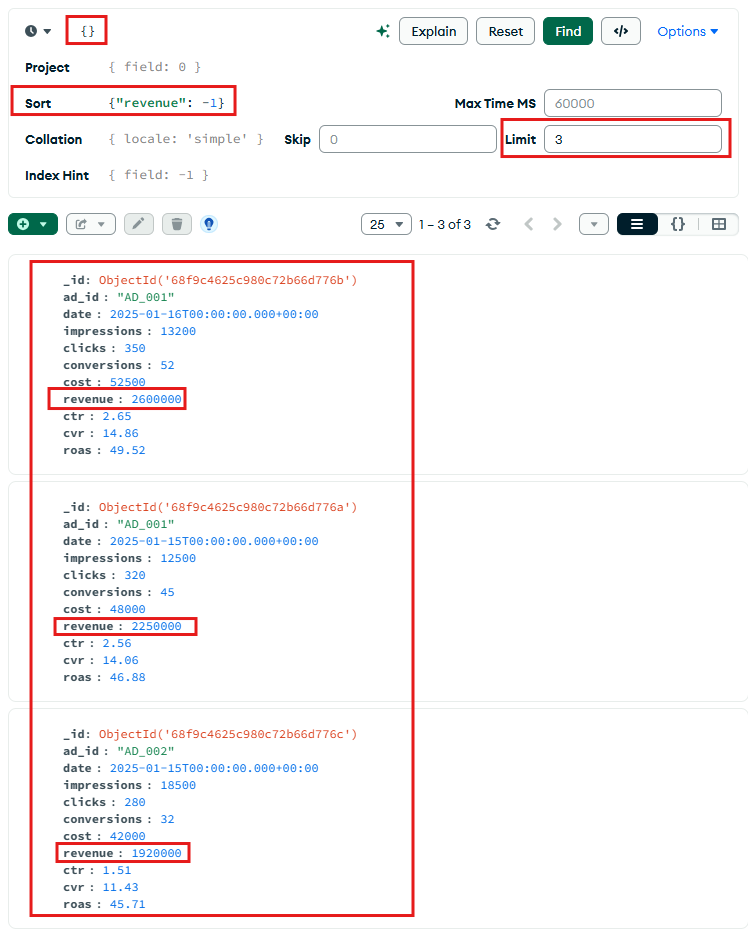 {}
Explain
Reset
Find
</>
Options
Project { field: 0 }
Sort {"revenue": -1}
Max Time MS 60000
Collation { locale: 'simple' }
Skip 0
Limit 3
Index Hint { field: -1 }
25
1 – 3 of 3
{}
_id: ObjectId('68f9c4625c980c72b66d776b')
ad_id : "AD_001"
date : 2025-01-16T00:00:00.000+00:00
impressions : 13200
clicks : 350
conversions : 52
cost : 52500
revenue : 2600000
ctr : 2.65
cvr : 14.86
roas : 49.52
_id: ObjectId('68f9c4625c980c72b66d776a')
ad_id : "AD_001"
date : 2025-01-15T00:00:00.000+00:00
impressions : 12500
clicks : 320
conversions : 45
cost : 48000
revenue : 2250000
ctr : 2.56
cvr : 14.06
roas : 46.88
_id: ObjectId('68f9c4625c980c72b66d776c')
ad_id : "AD_002"
date : 2025-01-15T00:00:00.000+00:00
impressions : 18500
clicks : 280
conversions : 32
cost : 42000
revenue : 1920000
ctr : 1.51
cvr : 11.43
roas : 45.71